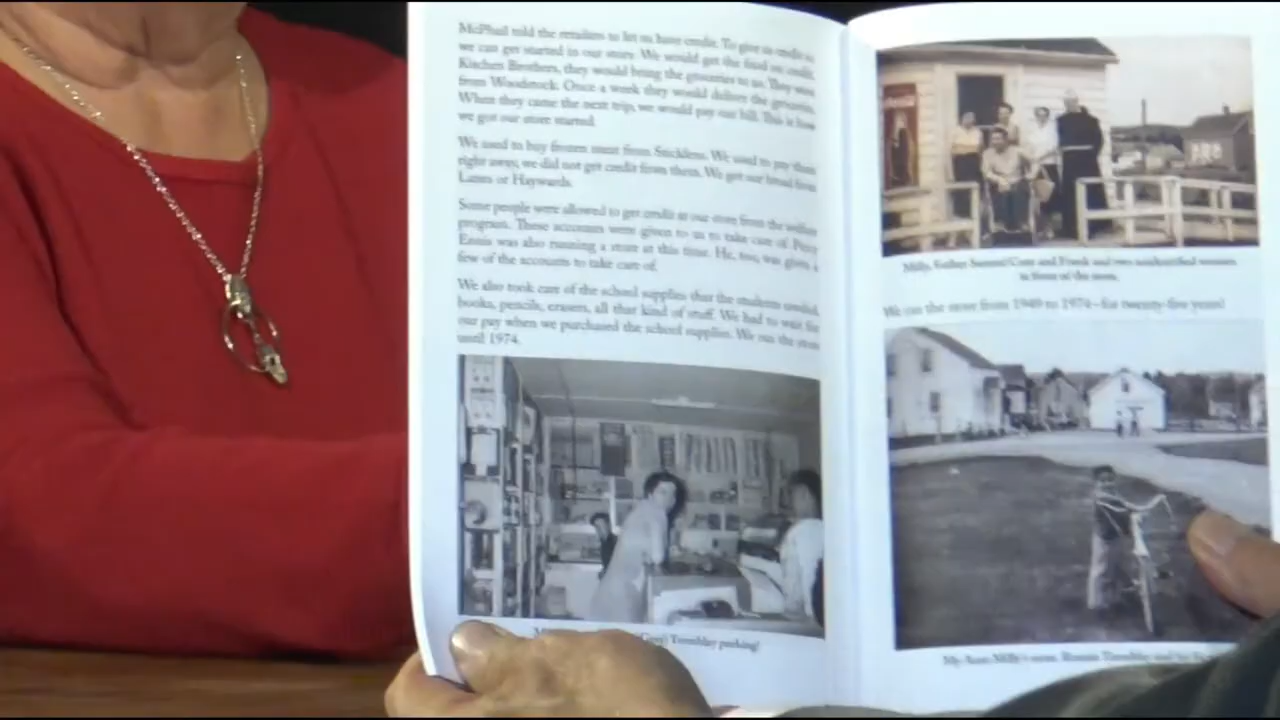 McPhail told the retailers to let us have credit. To give us credit so
we can get started in our story. We would get the food on credit,
Kitchen Brothers, they would bring the groceries to us. They were
from Woodstock. Once a week they would deliver the groceries.
When they came the next trip, we would pay our bill. This is how
we got our store started.
We used to buy frozen meat from Sticklens. We used to pay them
right away, we did not get credit from them. We got our bread from
Lanes or Haywards.
Some people were allowed to get credit at our store from the welfare
program. These accounts were given to us to take care of. Percy
Ennis was also running a store at this time. He, too, was given a
few of the accounts to take care of.
We also took care of the school supplies that the students needed,
books, pencils, erasers, all that kind of stuff. We had to wait for
our pay when we purchased the school supplies. We ran the store
until 1974.
Tremblay peeking!
Milly, Father and Frank and two unidentified women
in front of the store.
We ran the store from 1949 to 1974—for twenty-five years!
My Aunt Milly's son, Ronnie Tremblay and